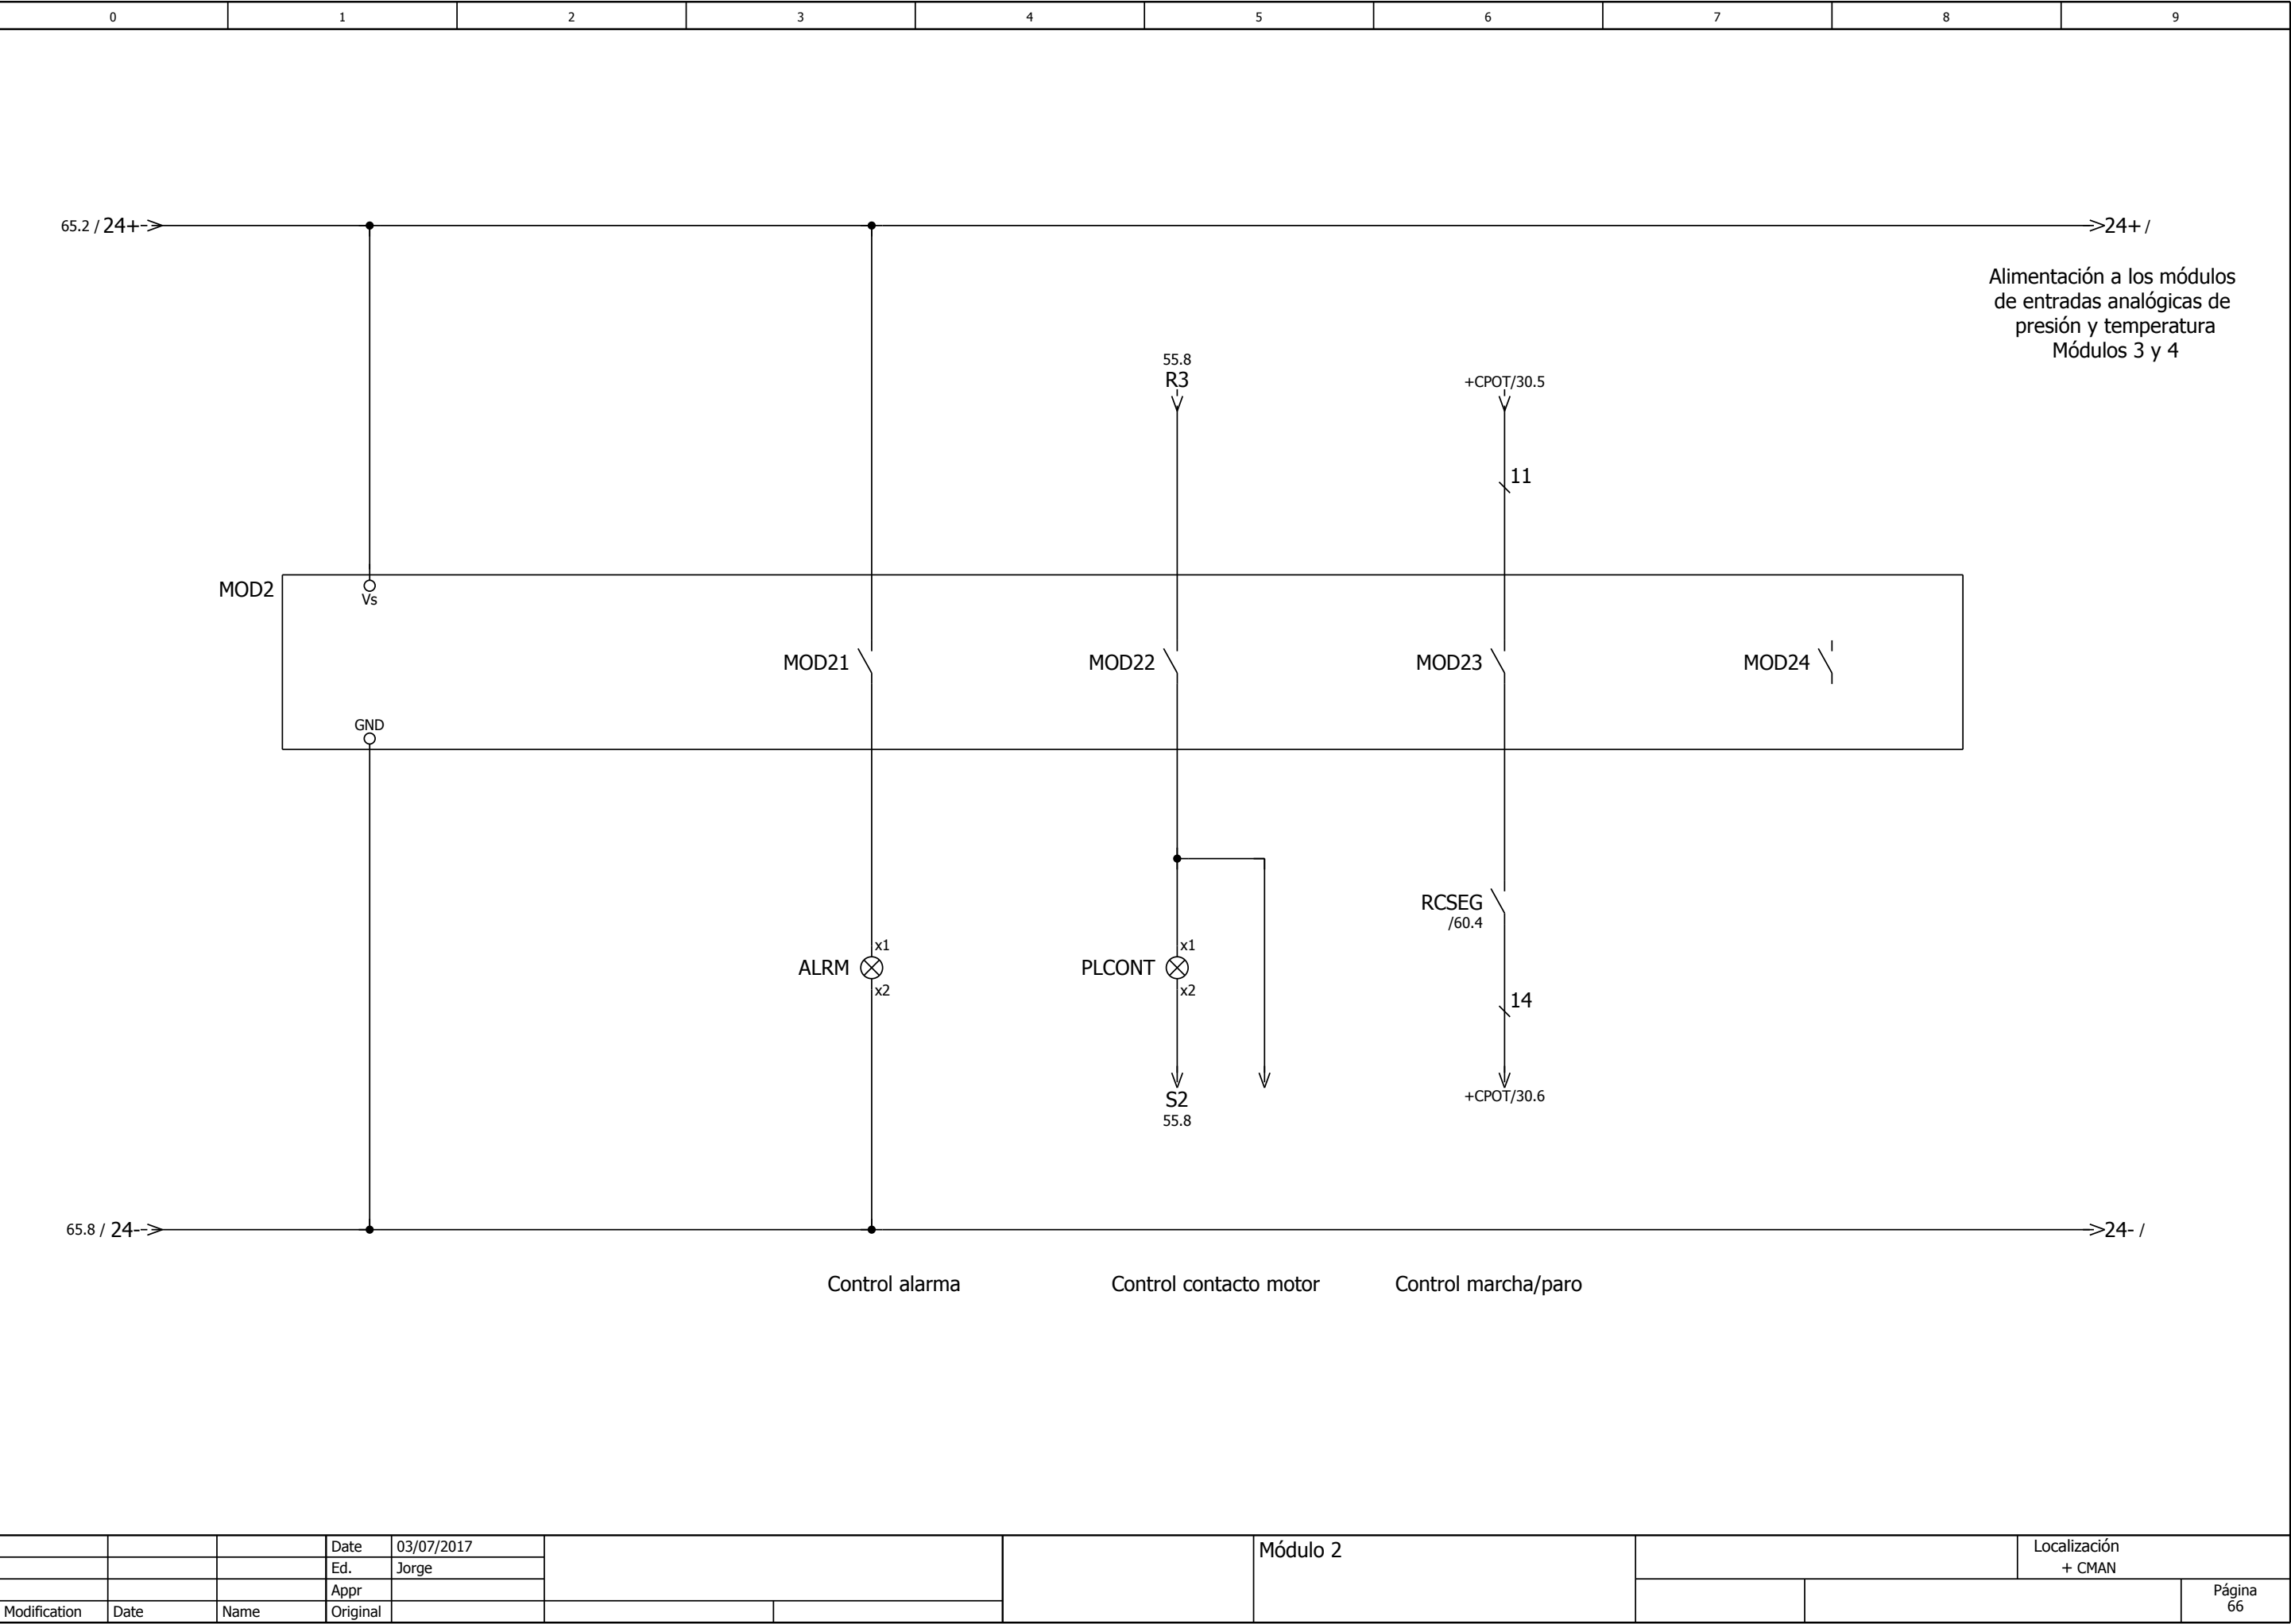 0 1 2 3 4 5 6 7 8 9
65.2 / 24+
24+ /
Alimentación a los módulos
de entradas analógicas de
presión y temperatura
Módulos 3 y 4
55.8
R3
+CPOT/30.5
11
MOD2
Vs
MOD21
MOD22
MOD23
MOD24
GND
RCSEG
/60.4
x1
ALRM
x2
x1
PLCONT
x2
14
S2
55.8
+CPOT/30.6
65.8 / 24-
24- /
Control alarma
Control contacto motor
Control marcha/paro
Date 03/07/2017
Ed. Jorge
Appr
Modification Date Name Original
Módulo 2
Localización
+ CMAN
Página
66